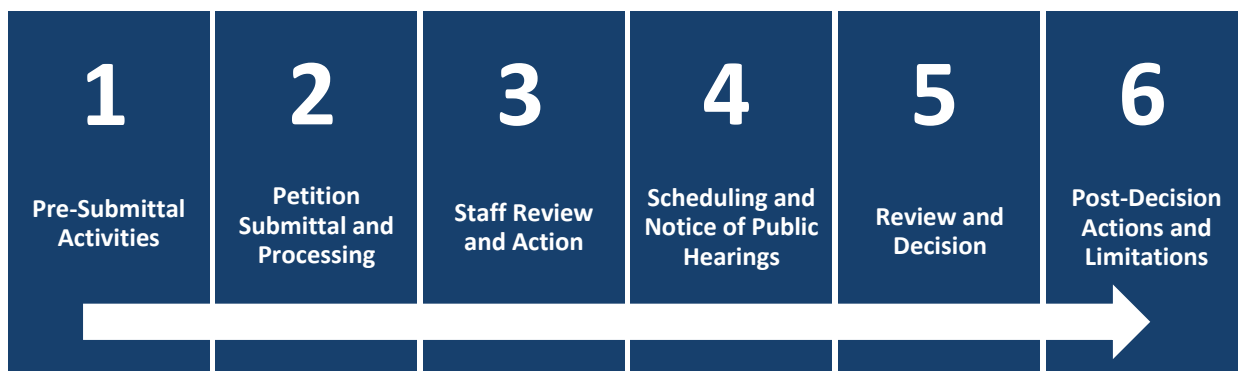 1
Pre-Submittal
Activities
2
Petition
Submittal and
Processing
3
Staff Review
and Action
4
Scheduling and
Notice of Public
Hearings
5
Review and
Decision
6
Post-Decision
Actions and
Limitations